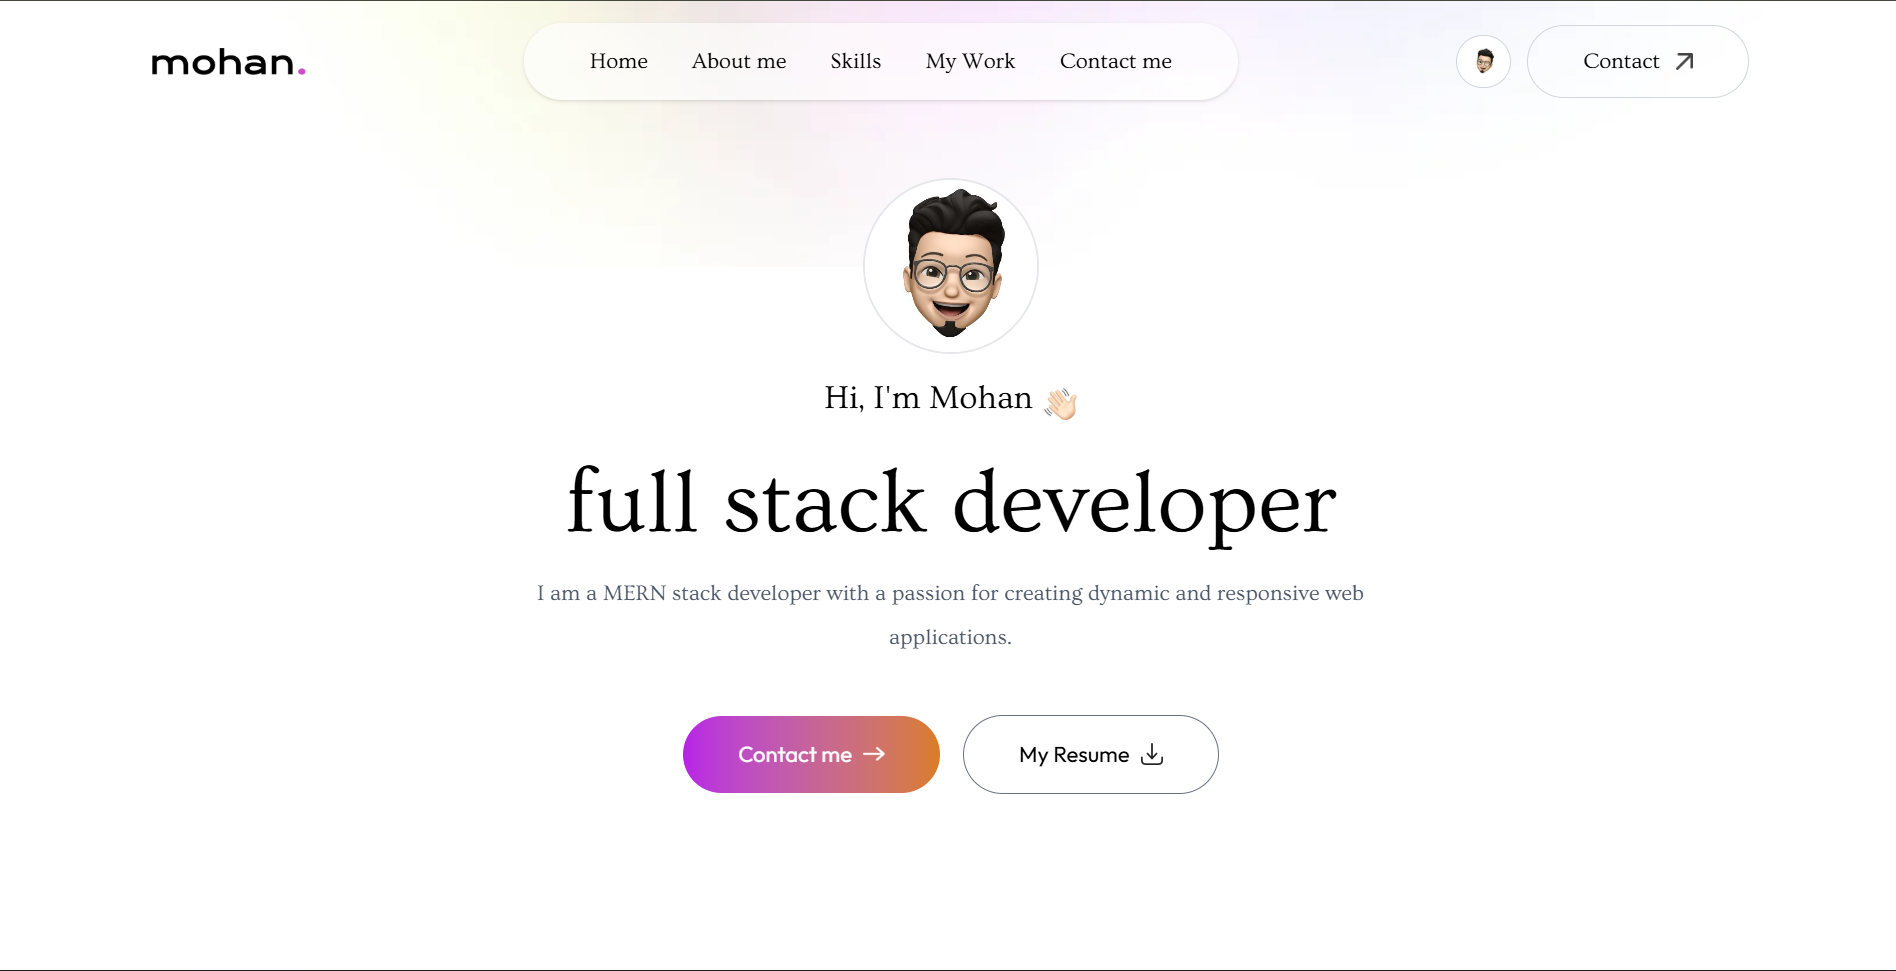 mohan.
Home About me Skills My Work Contact me
Contact
Hi, I'm Mohan 👋🏻
full stack developer
I am a MERN stack developer with a passion for creating dynamic and responsive web
applications.
Contact me
My Resume